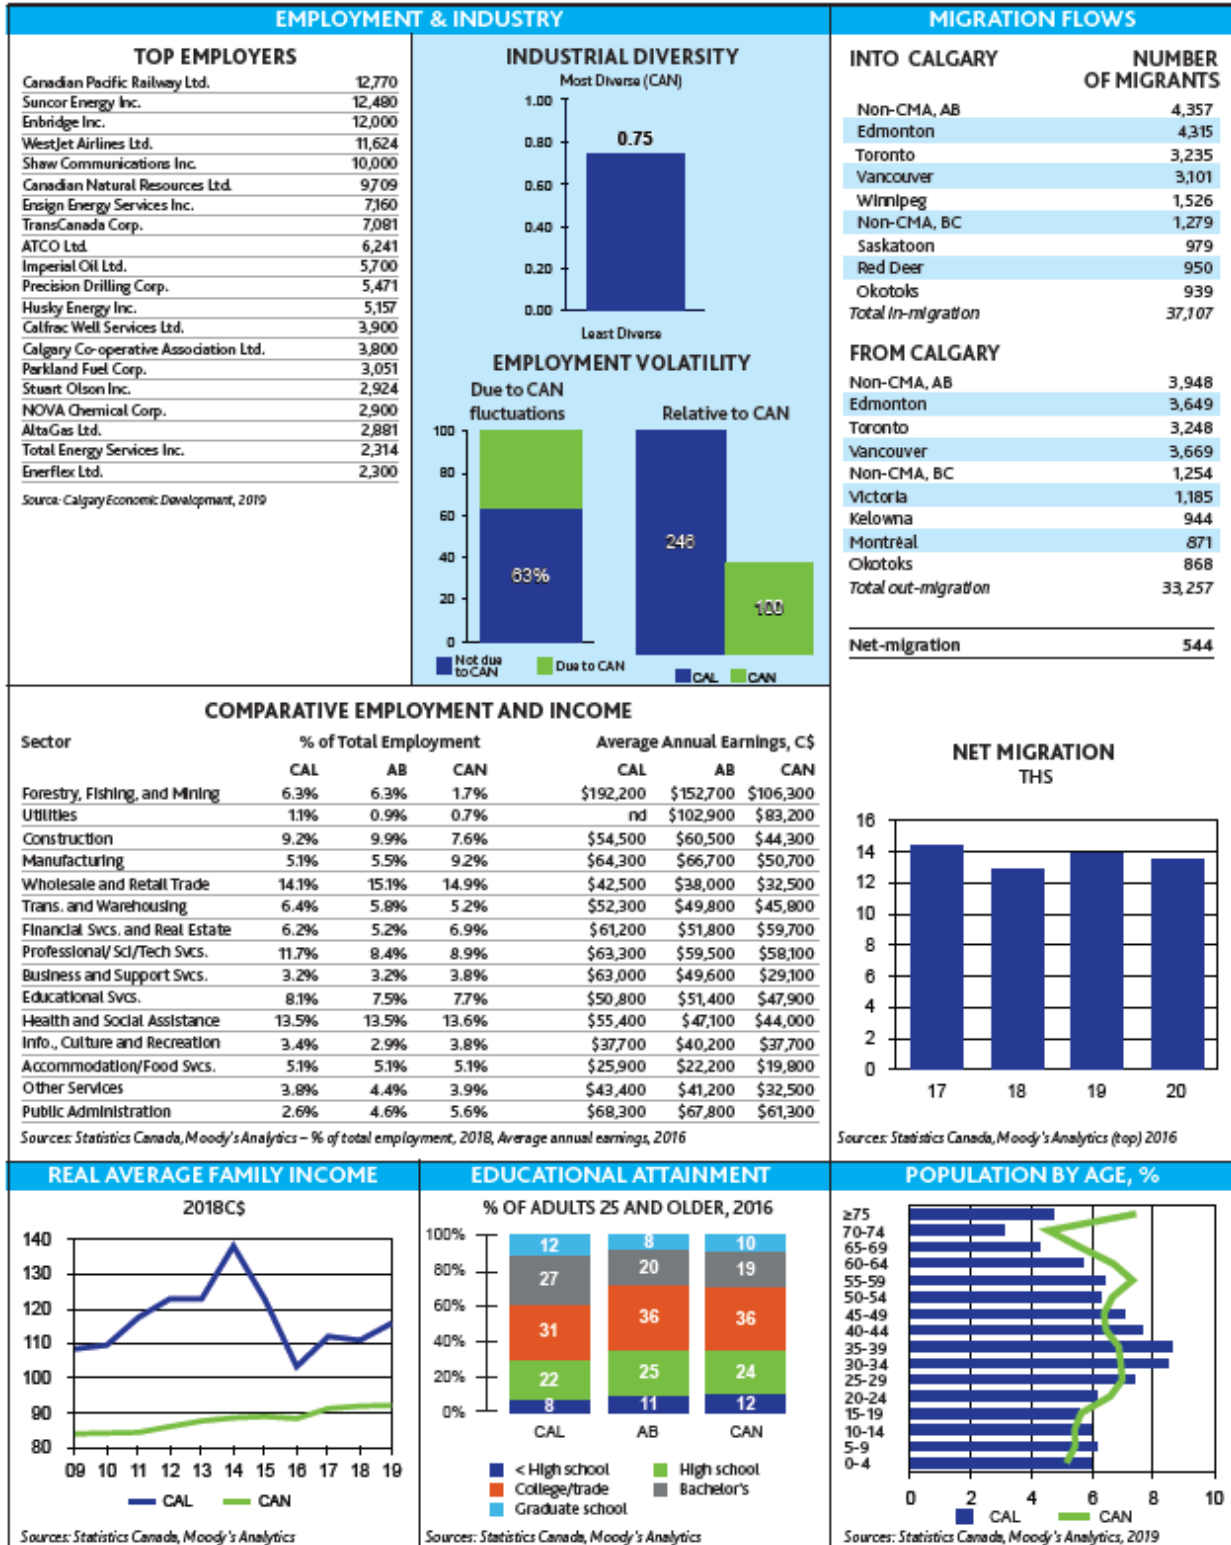 EMPLOYMENT & INDUSTRY
TOP EMPLOYERS
Canadian Pacific Railway Ltd. 12,770
Suncor Energy Inc. 12,480
Enbridge Inc. 12,000
WestJet Airlines Ltd. 11,624
Shaw Communications Inc. 10,000
Canadian Natural Resources Ltd. 9,709
Ensign Energy Services Inc. 7,160
TransCanada Corp. 7,081
ATCO Ltd. 6,241
Imperial Oil Ltd. 5,700
Precision Drilling Corp. 5,471
Husky Energy Inc. 5,157
Calfrac Well Services Ltd. 3,900
Calgary Co-operative Association Ltd. 3,800
Parkland Fuel Corp. 3,051
Stuart Olson Inc. 2,924
NOVA Chemical Corp. 2,900
AltaGas Ltd. 2,881
Total Energy Services Inc. 2,314
Enerflex Ltd. 2,300
Source: Calgary Economic Development, 2019
INDUSTRIAL DIVERSITY
Most Diverse (CAN)
1.00
0.80
0.60
0.40
0.20
0.00
0.75
Least Diverse
EMPLOYMENT VOLATILITY
Due to CAN
fluctuations
Relative to CAN
100
80
60
40
20
0
63%
246
100
Not due
to CAN
Due to CAN
CAL CAN
MIGRATION FLOWS
INTO CALGARY NUMBER
OF MIGRANTS
Non-CMA, AB 4,357
Edmonton 4,315
Toronto 3,235
Vancouver 3,101
Winnipeg 1,526
Non-CMA, BC 1,279
Saskatoon 979
Red Deer 950
Okotoks 939
Total in-migration 37,107
FROM CALGARY
Non-CMA, AB 3,948
Edmonton 3,649
Toronto 3,248
Vancouver 3,669
Non-CMA, BC 1,254
Victoria 1,185
Kelowna 944
Montréal 871
Okotoks 868
Total out-migration 33,257
Net-migration 544
COMPARATIVE EMPLOYMENT AND INCOME
Sector % of Total Employment Average Annual Earnings, C$
CAL AB CAN CAL AB CAN
Forestry, Fishing, and Mining 6.3% 6.3% 1.7% $192,200 $152,700 $106,300
Utilities 1.1% 0.9% 0.7% nd $102,900 $83,200
Construction 9.2% 9.9% 7.6% $54,500 $60,500 $44,300
Manufacturing 5.1% 5.5% 9.2% $64,300 $66,700 $50,700
Wholesale and Retail Trade 14.1% 15.1% 14.9% $42,500 $38,000 $32,500
Trans. and Warehousing 6.4% 5.8% 5.2% $52,300 $49,800 $45,800
Financial Svcs. and Real Estate 6.2% 5.2% 6.9% $61,200 $51,800 $59,700
Professional/ Sci/Tech Svcs. 11.7% 8.4% 8.9% $63,300 $59,500 $58,100
Business and Support Svcs. 3.2% 3.2% 3.8% $63,000 $49,600 $29,100
Educational Svcs. 8.1% 7.5% 7.7% $50,800 $51,400 $47,900
Health and Social Assistance 13.5% 13.5% 13.6% $55,400 $47,100 $44,000
Info., Culture and Recreation 3.4% 2.9% 3.8% $37,700 $40,200 $37,700
Accommodation/Food Svcs. 5.1% 5.1% 5.1% $25,900 $22,200 $19,800
Other Services 3.8% 4.4% 3.9% $43,400 $41,200 $32,500
Public Administration 2.6% 4.6% 5.6% $68,300 $67,800 $61,300
Sources: Statistics Canada, Moody's Analytics – % of total employment, 2018, Average annual earnings, 2016
NET MIGRATION
THS
16
14
12
10
8
6
4
2
0
17 18 19 20
Sources: Statistics Canada, Moody's Analytics (top) 2016
REAL AVERAGE FAMILY INCOME
2018C$
140
130
120
110
100
90
80
09 10 11 12 13 14 15 16 17 18 19
CAL CAN
Sources: Statistics Canada, Moody's Analytics
EDUCATIONAL ATTAINMENT
% OF ADULTS 25 AND OLDER, 2016
100%
80%
60%
40%
20%
0%
12 8 10
27 20 19
31 36 36
22 25 24
8 11 12
CAL AB CAN
< High school High school
College/trade Bachelor's
Graduate school
Sources: Statistics Canada, Moody's Analytics
POPULATION BY AGE, %
≥75
70-74
65-69
60-64
55-59
50-54
45-49
40-44
35-39
30-34
25-29
20-24
15-19
10-14
5-9
0-4
0 2 4 6 8 10
CAL CAN
Sources: Statistics Canada, Moody's Analytics, 2019